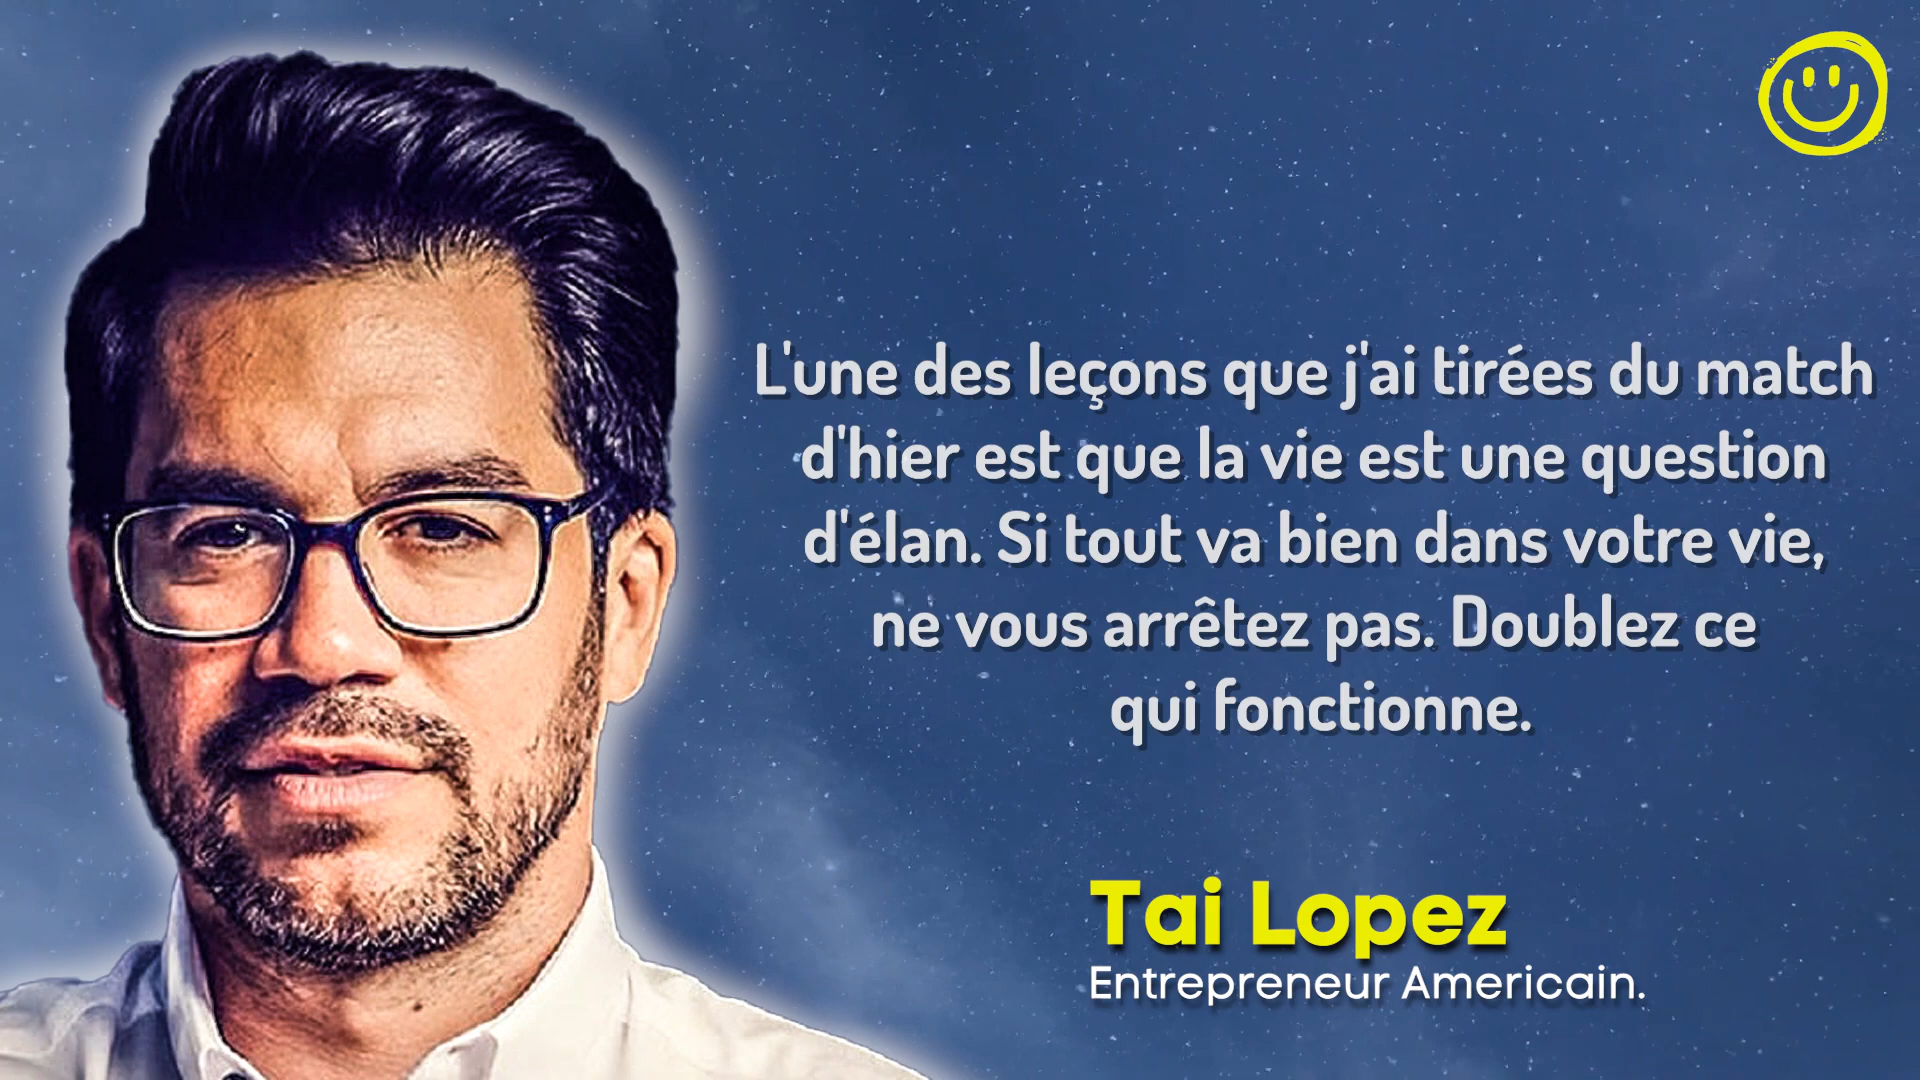 L'une des leçons que j'ai tirées du match
d'hier est que la vie est une question
d'élan. Si tout va bien dans votre vie,
ne vous arrêtez pas. Doublez ce
qui fonctionne.
Tai Lopez
Entrepreneur Americain.